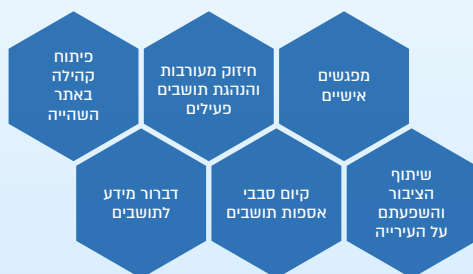 מפגשים
אישיים
חיזוק מעורבות
והנהגת תושבים
פעילים
פיתוח
קהילה
באתר
השהייה
שיתוף
הציבור
והשפעתם
על העירייה
קיום סבבי
אספות תושבים
דברור מידע
לתושבים